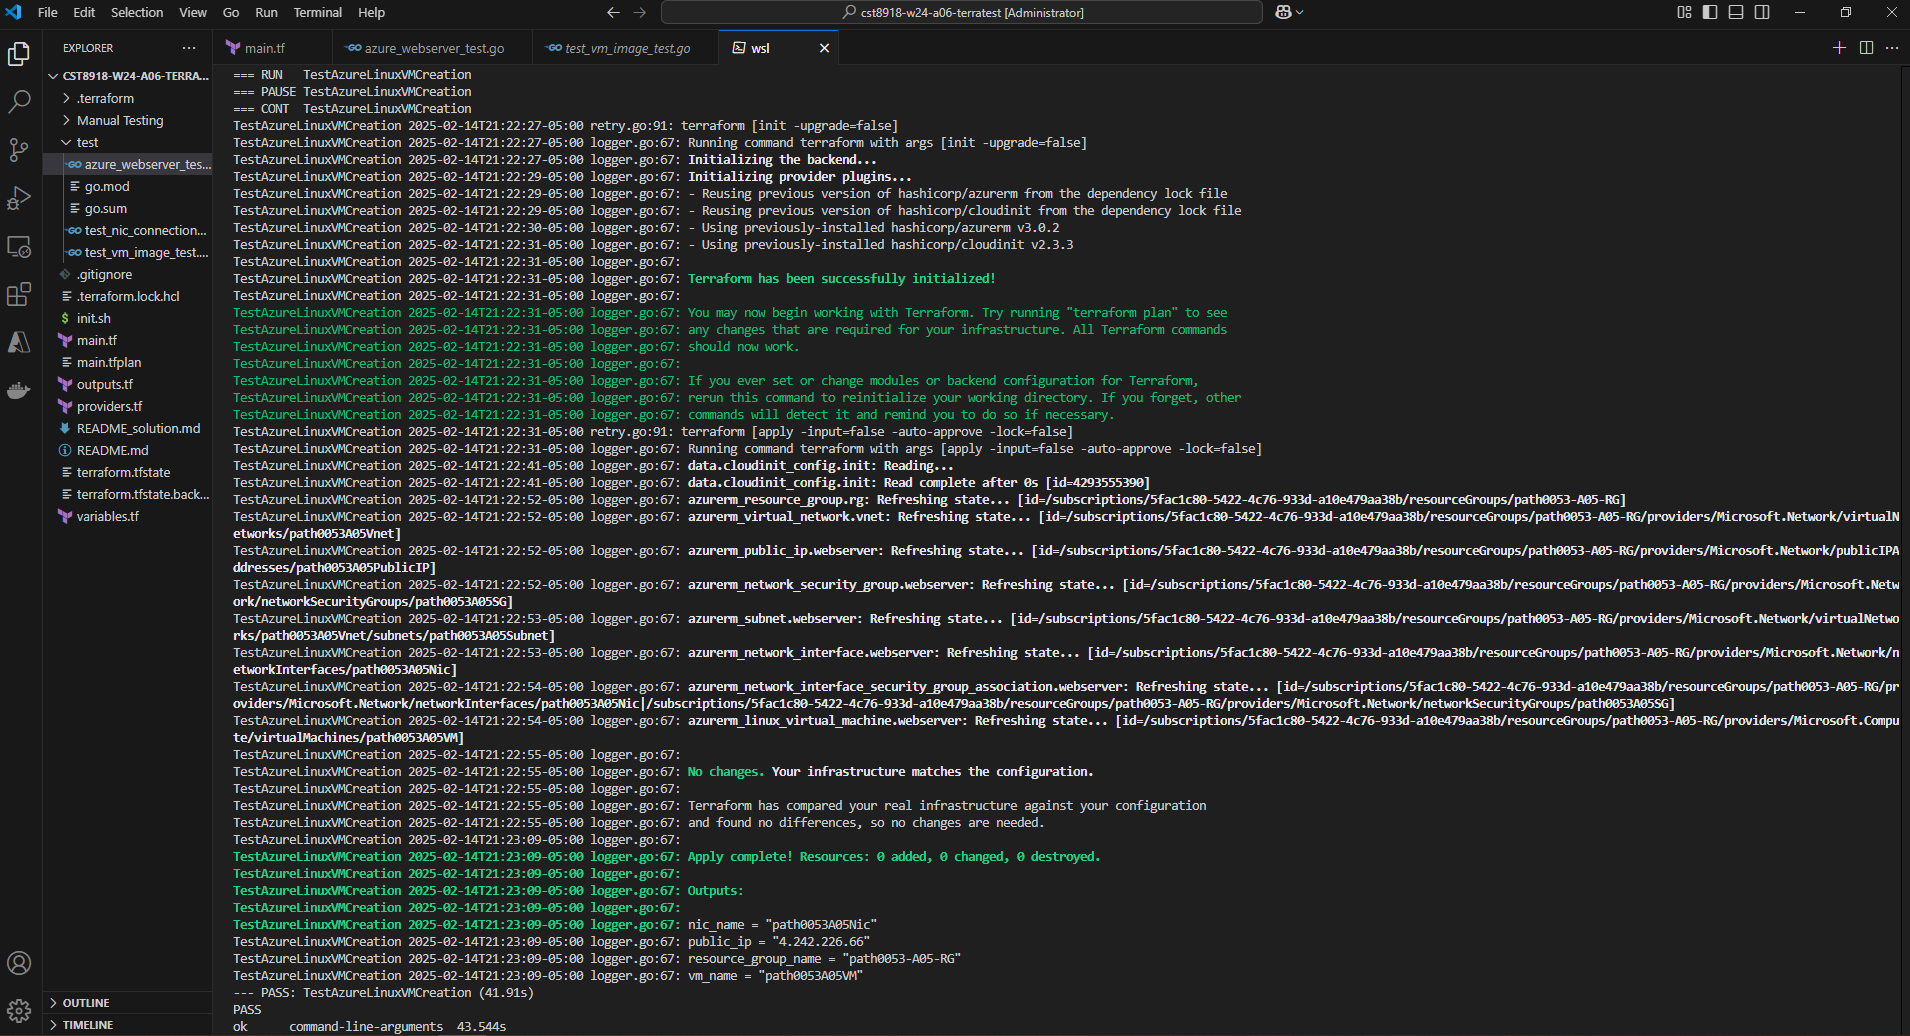 File Edit Selection View Go Run Terminal Help
cst8918-w24-a06-terratest [Administrator]
EXPLORER
main.tf
azure_webserver_test.go
test_vm_image_test.go
wsl
CST8918-W24-A06-TERRA...
.terraform
Manual Testing
test
azure_webserver_tes...
go.mod
go.sum
test_nic_connection...
test_vm_image_test....
.gitignore
.terraform.lock.hcl
init.sh
main.tf
main.tfplan
outputs.tf
providers.tf
README_solution.md
README.md
terraform.tfstate
terraform.tfstate.back...
variables.tf
OUTLINE
TIMELINE
=== RUN   TestAzureLinuxVMCreation
=== PAUSE TestAzureLinuxVMCreation
=== CONT  TestAzureLinuxVMCreation
TestAzureLinuxVMCreation 2025-02-14T21:22:27-05:00 retry.go:91: terraform [init -upgrade=false]
TestAzureLinuxVMCreation 2025-02-14T21:22:27-05:00 logger.go:67: Running command terraform with args [init -upgrade=false]
TestAzureLinuxVMCreation 2025-02-14T21:22:27-05:00 logger.go:67: Initializing the backend...
TestAzureLinuxVMCreation 2025-02-14T21:22:29-05:00 logger.go:67: Initializing provider plugins...
TestAzureLinuxVMCreation 2025-02-14T21:22:29-05:00 logger.go:67: - Reusing previous version of hashicorp/azurerm from the dependency lock file
TestAzureLinuxVMCreation 2025-02-14T21:22:29-05:00 logger.go:67: - Reusing previous version of hashicorp/cloudinit from the dependency lock file
TestAzureLinuxVMCreation 2025-02-14T21:22:30-05:00 logger.go:67: - Using previously-installed hashicorp/azurerm v3.0.2
TestAzureLinuxVMCreation 2025-02-14T21:22:31-05:00 logger.go:67: - Using previously-installed hashicorp/cloudinit v2.3.3
TestAzureLinuxVMCreation 2025-02-14T21:22:31-05:00 logger.go:67:
TestAzureLinuxVMCreation 2025-02-14T21:22:31-05:00 logger.go:67: Terraform has been successfully initialized!
TestAzureLinuxVMCreation 2025-02-14T21:22:31-05:00 logger.go:67:
TestAzureLinuxVMCreation 2025-02-14T21:22:31-05:00 logger.go:67: You may now begin working with Terraform. Try running "terraform plan" to see
TestAzureLinuxVMCreation 2025-02-14T21:22:31-05:00 logger.go:67: any changes that are required for your infrastructure. All Terraform commands
TestAzureLinuxVMCreation 2025-02-14T21:22:31-05:00 logger.go:67: should now work.
TestAzureLinuxVMCreation 2025-02-14T21:22:31-05:00 logger.go:67:
TestAzureLinuxVMCreation 2025-02-14T21:22:31-05:00 logger.go:67: If you ever set or change modules or backend configuration for Terraform,
TestAzureLinuxVMCreation 2025-02-14T21:22:31-05:00 logger.go:67: rerun this command to reinitialize your working directory. If you forget, other
TestAzureLinuxVMCreation 2025-02-14T21:22:31-05:00 logger.go:67: commands will detect it and remind you to do so if necessary.
TestAzureLinuxVMCreation 2025-02-14T21:22:31-05:00 retry.go:91: terraform [apply -input=false -auto-approve -lock=false]
TestAzureLinuxVMCreation 2025-02-14T21:22:31-05:00 logger.go:67: Running command terraform with args [apply -input=false -auto-approve -lock=false]
TestAzureLinuxVMCreation 2025-02-14T21:22:41-05:00 logger.go:67: data.cloudinit_config.init: Reading...
TestAzureLinuxVMCreation 2025-02-14T21:22:41-05:00 logger.go:67: data.cloudinit_config.init: Read complete after 0s [id=4293555390]
TestAzureLinuxVMCreation 2025-02-14T21:22:52-05:00 logger.go:67: azurerm_resource_group.rg: Refreshing state... [id=/subscriptions/5fac1c80-5422-4c76-933d-a10e479aa38b/resourceGroups/path0053-A05-RG]
TestAzureLinuxVMCreation 2025-02-14T21:22:52-05:00 logger.go:67: azurerm_virtual_network.vnet: Refreshing state... [id=/subscriptions/5fac1c80-5422-4c76-933d-a10e479aa38b/resourceGroups/path0053-A05-RG/providers/Microsoft.Network/virtualN
etworks/path0053A05Vnet]
TestAzureLinuxVMCreation 2025-02-14T21:22:52-05:00 logger.go:67: azurerm_public_ip.webserver: Refreshing state... [id=/subscriptions/5fac1c80-5422-4c76-933d-a10e479aa38b/resourceGroups/path0053-A05-RG/providers/Microsoft.Network/publicIPA
ddresses/path0053A05PublicIP]
TestAzureLinuxVMCreation 2025-02-14T21:22:52-05:00 logger.go:67: azurerm_network_security_group.webserver: Refreshing state... [id=/subscriptions/5fac1c80-5422-4c76-933d-a10e479aa38b/resourceGroups/path0053-A05-RG/providers/Microsoft.Netw
ork/networkSecurityGroups/path0053A05SG]
TestAzureLinuxVMCreation 2025-02-14T21:22:53-05:00 logger.go:67: azurerm_subnet.webserver: Refreshing state... [id=/subscriptions/5fac1c80-5422-4c76-933d-a10e479aa38b/resourceGroups/path0053-A05-RG/providers/Microsoft.Network/virtualNetwo
rks/path0053A05Vnet/subnets/path0053A05Subnet]
TestAzureLinuxVMCreation 2025-02-14T21:22:53-05:00 logger.go:67: azurerm_network_interface.webserver: Refreshing state... [id=/subscriptions/5fac1c80-5422-4c76-933d-a10e479aa38b/resourceGroups/path0053-A05-RG/providers/Microsoft.Network/n
etworkInterfaces/path0053A05Nic]
TestAzureLinuxVMCreation 2025-02-14T21:22:54-05:00 logger.go:67: azurerm_network_interface_security_group_association.webserver: Refreshing state... [id=/subscriptions/5fac1c80-5422-4c76-933d-a10e479aa38b/resourceGroups/path0053-A05-RG/pr
oviders/Microsoft.Network/networkInterfaces/path0053A05Nic|/subscriptions/5fac1c80-5422-4c76-933d-a10e479aa38b/resourceGroups/path0053-A05-RG/providers/Microsoft.Network/networkSecurityGroups/path0053A05SG]
TestAzureLinuxVMCreation 2025-02-14T21:22:54-05:00 logger.go:67: azurerm_linux_virtual_machine.webserver: Refreshing state... [id=/subscriptions/5fac1c80-5422-4c76-933d-a10e479aa38b/resourceGroups/path0053-A05-RG/providers/Microsoft.Compu
te/virtualMachines/path0053A05VM]
TestAzureLinuxVMCreation 2025-02-14T21:22:55-05:00 logger.go:67:
TestAzureLinuxVMCreation 2025-02-14T21:22:55-05:00 logger.go:67: No changes. Your infrastructure matches the configuration.
TestAzureLinuxVMCreation 2025-02-14T21:22:55-05:00 logger.go:67:
TestAzureLinuxVMCreation 2025-02-14T21:22:55-05:00 logger.go:67: Terraform has compared your real infrastructure against your configuration
TestAzureLinuxVMCreation 2025-02-14T21:22:55-05:00 logger.go:67: and found no differences, so no changes are needed.
TestAzureLinuxVMCreation 2025-02-14T21:23:09-05:00 logger.go:67:
TestAzureLinuxVMCreation 2025-02-14T21:23:09-05:00 logger.go:67: Apply complete! Resources: 0 added, 0 changed, 0 destroyed.
TestAzureLinuxVMCreation 2025-02-14T21:23:09-05:00 logger.go:67:
TestAzureLinuxVMCreation 2025-02-14T21:23:09-05:00 logger.go:67: Outputs:
TestAzureLinuxVMCreation 2025-02-14T21:23:09-05:00 logger.go:67:
TestAzureLinuxVMCreation 2025-02-14T21:23:09-05:00 logger.go:67: nic_name = "path0053A05Nic"
TestAzureLinuxVMCreation 2025-02-14T21:23:09-05:00 logger.go:67: public_ip = "4.242.226.66"
TestAzureLinuxVMCreation 2025-02-14T21:23:09-05:00 logger.go:67: resource_group_name = "path0053-A05-RG"
TestAzureLinuxVMCreation 2025-02-14T21:23:09-05:00 logger.go:67: vm_name = "path0053A05VM"
--- PASS: TestAzureLinuxVMCreation (41.91s)
PASS
ok      command-line-arguments  43.544s